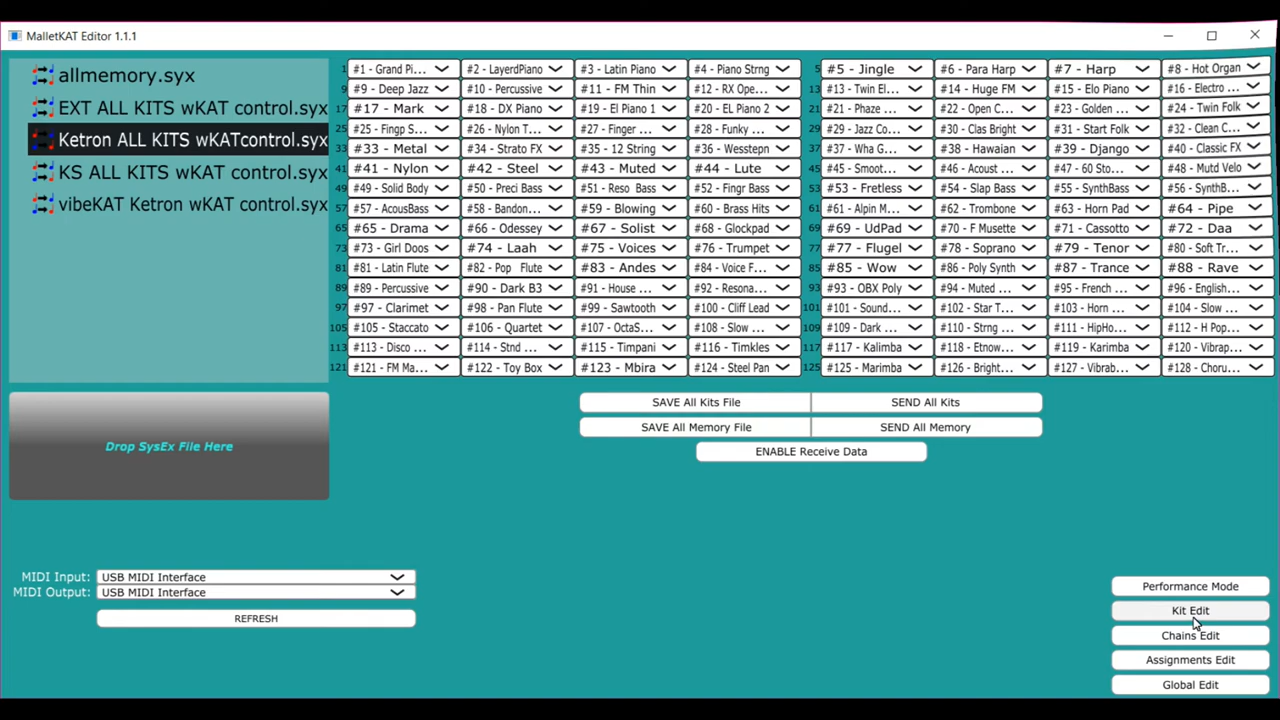 MalletKAT Editor 1.1.1
allmemory.syx
EXT ALL KITS wKAT control.syx
Ketron ALL KITS wKATcontrol.syx
KS ALL KITS wKAT control.syx
vibeKAT Ketron wKAT control.syx
1 #1 - Grand Pi... #2 - LayerdPiano #3 - Latin Piano #4 - Piano Strng 5 #5 - Jingle #6 - Para Harp #7 - Harp #8 - Hot Organ
9 #9 - Deep Jazz #10 - Percussive #11 - FM Thin #12 - RX Ope... 13 #13 - Twin El... #14 - Huge FM #15 - Elo Piano #16 - Electro ...
17 #17 - Mark #18 - DX Piano #19 - El Piano 1 #20 - EL Piano 2 21 #21 - Phaze ... #22 - Open C... #23 - Golden ... #24 - Twin Folk
25 #25 - Fingp S... #26 - Nylon T... #27 - Finger ... #28 - Funky ... 29 #29 - Jazz Co... #30 - Clas Bright #31 - Start Folk #32 - Clean C...
33 #33 - Metal #34 - Strato FX #35 - 12 String #36 - Wesstepn 37 #37 - Wha G... #38 - Hawaiian #39 - Django #40 - Classic FX
41 #41 - Nylon #42 - Steel #43 - Muted #44 - Lute 45 #45 - Smoot... #46 - Acoust ... #47 - 60 Sto... #48 - Mutd Velo
49 #49 - Solid Body #50 - Preci Bass #51 - Reso Bass #52 - Fingr Bass 53 #53 - Fretless #54 - Slap Bass #55 - SynthBass #56 - SynthB...
57 #57 - AcousBass #58 - Bandon... #59 - Blowing #60 - Brass Hits 61 #61 - Alpin M... #62 - Trombone #63 - Horn Pad #64 - Pipe
65 #65 - Drama #66 - Odessey #67 - Solist #68 - Glockpad 69 #69 - UdPad #70 - F Musette #71 - Cassotto #72 - Daa
73 #73 - Girl Doos #74 - Laah #75 - Voices #76 - Trumpet 77 #77 - Flugel #78 - Soprano #79 - Tenor #80 - Soft Tr...
81 #81 - Latin Flute #82 - Pop Flute #83 - Andes #84 - Voice F... 85 #85 - Wow #86 - Poly Synth #87 - Trance #88 - Rave
89 #89 - Percussive #90 - Dark B3 #91 - House ... #92 - Resona... 93 #93 - OBX Poly #94 - Muted ... #95 - French ... #96 - English...
97 #97 - Clarimet #98 - Pan Flute #99 - Sawtooth #100 - Cliff Lead 101 #101 - Sound... #102 - Star T... #103 - Horn ... #104 - Slow ...
105 #105 - Staccato #106 - Quartet #107 - OctaS... #108 - Slow ... 109 #109 - Dark ... #110 - Strng ... #111 - HipHo... #112 - H Pop...
113 #113 - Disco ... #114 - Stnd ... #115 - Timpani #116 - Timkles 117 #117 - Kalimba #118 - Etnow... #119 - Karimba #120 - Vibrap...
121 #121 - FM Ma... #122 - Toy Box #123 - Mbira #124 - Steel Pan 125 #125 - Marimba #126 - Bright... #127 - Vibrab... #128 - Choru...
SAVE All Kits File SEND All Kits
SAVE All Memory File SEND All Memory
ENABLE Receive Data
Drop SysEx File Here
MIDI Input: USB MIDI Interface
MIDI Output: USB MIDI Interface
REFRESH
Performance Mode
Kit Edit
Chains Edit
Assignments Edit
Global Edit